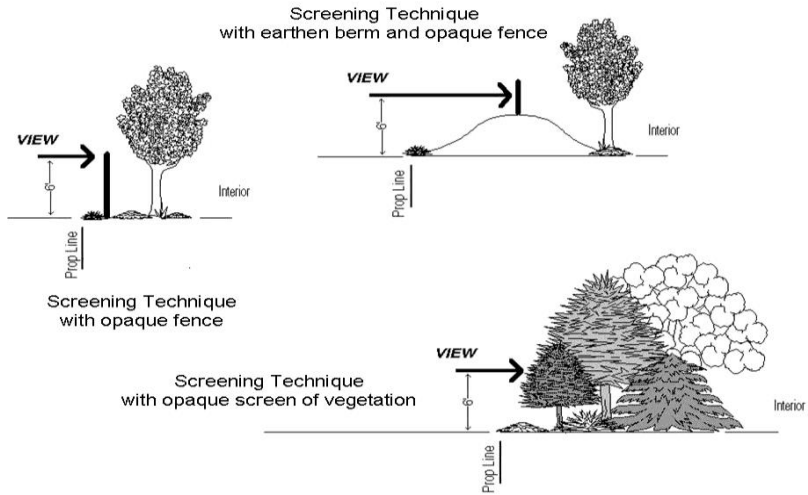 Screening Technique
with earthen berm and opaque fence
VIEW
6'
Interior
Prop Line
VIEW
6'
Interior
Prop Line
Screening Technique
with opaque fence
VIEW
Screening Technique
with opaque screen of vegetation
6'
Interior
Prop Line